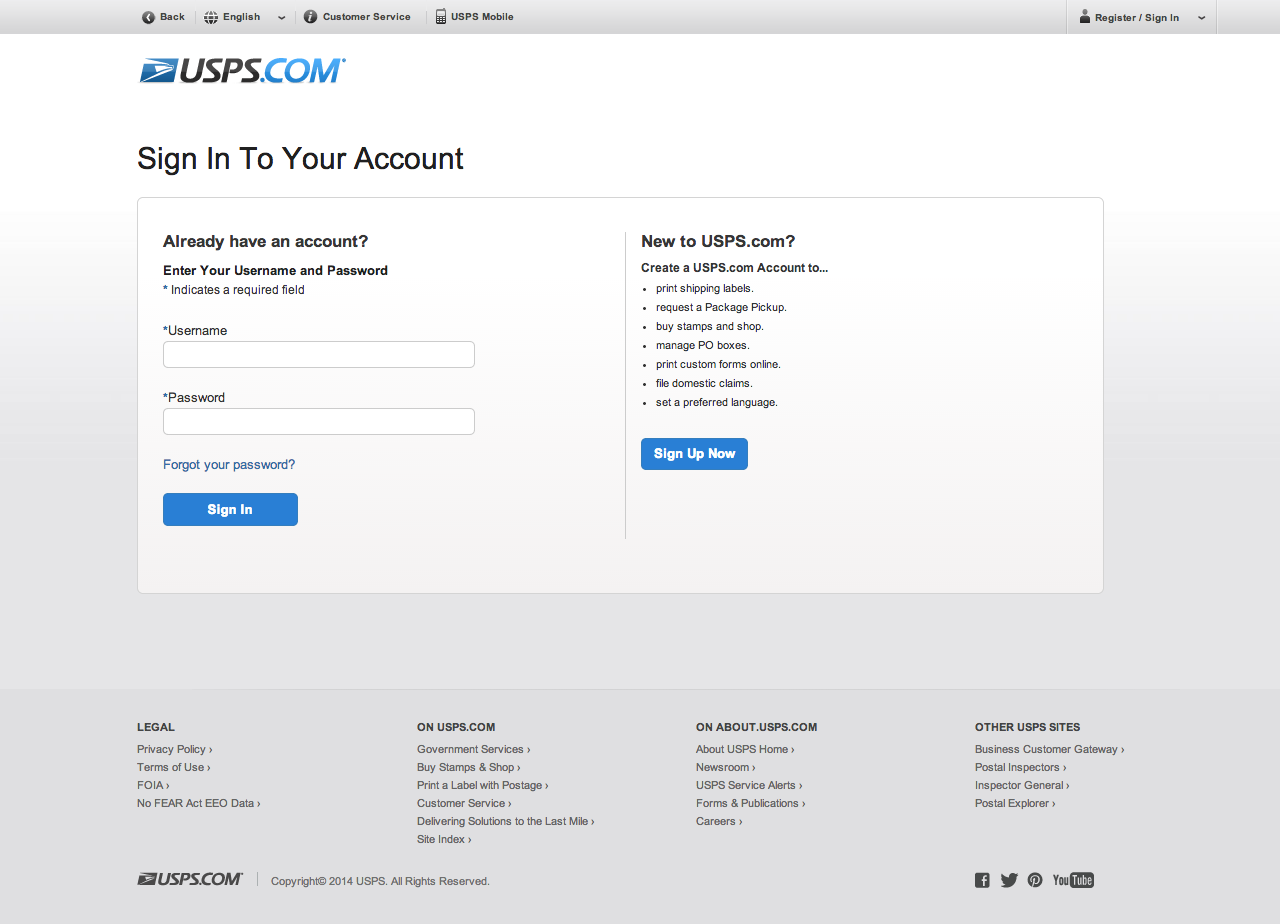 Back English Customer Service USPS Mobile Register / Sign In
USPS.COM
Sign In To Your Account
Already have an account?
Enter Your Username and Password
* Indicates a required field
*Username
*Password
Forgot your password?
Sign In
New to USPS.com?
Create a USPS.com Account to...
• print shipping labels.
• request a Package Pickup.
• buy stamps and shop.
• manage PO boxes.
• print custom forms online.
• file domestic claims.
• set a preferred language.
Sign Up Now
LEGAL
Privacy Policy ›
Terms of Use ›
FOIA ›
No FEAR Act EEO Data ›
ON USPS.COM
Government Services ›
Buy Stamps & Shop ›
Print a Label with Postage ›
Customer Service ›
Delivering Solutions to the Last Mile ›
Site Index ›
ON ABOUT.USPS.COM
About USPS Home ›
Newsroom ›
USPS Service Alerts ›
Forms & Publications ›
Careers ›
OTHER USPS SITES
Business Customer Gateway ›
Postal Inspectors ›
Inspector General ›
Postal Explorer ›
USPS.COM Copyright© 2014 USPS. All Rights Reserved.
YouTube